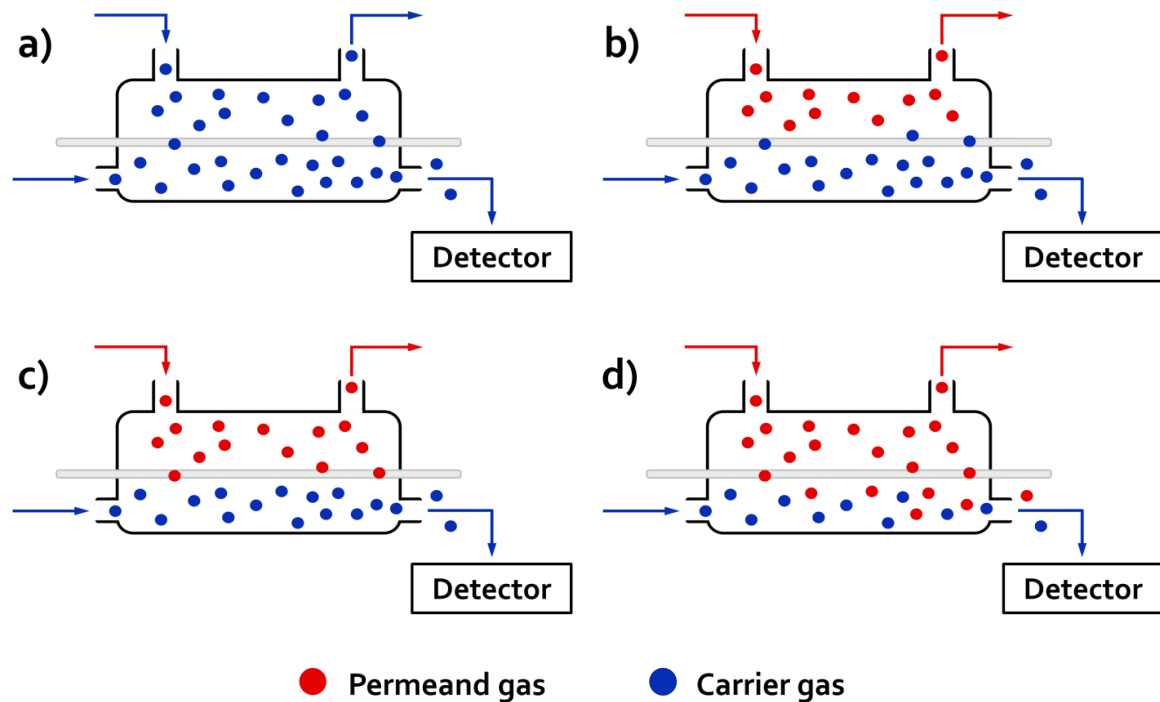 a)
b)
Detector
Detector
c)
d)
Detector
Detector
Permeand gas
Carrier gas